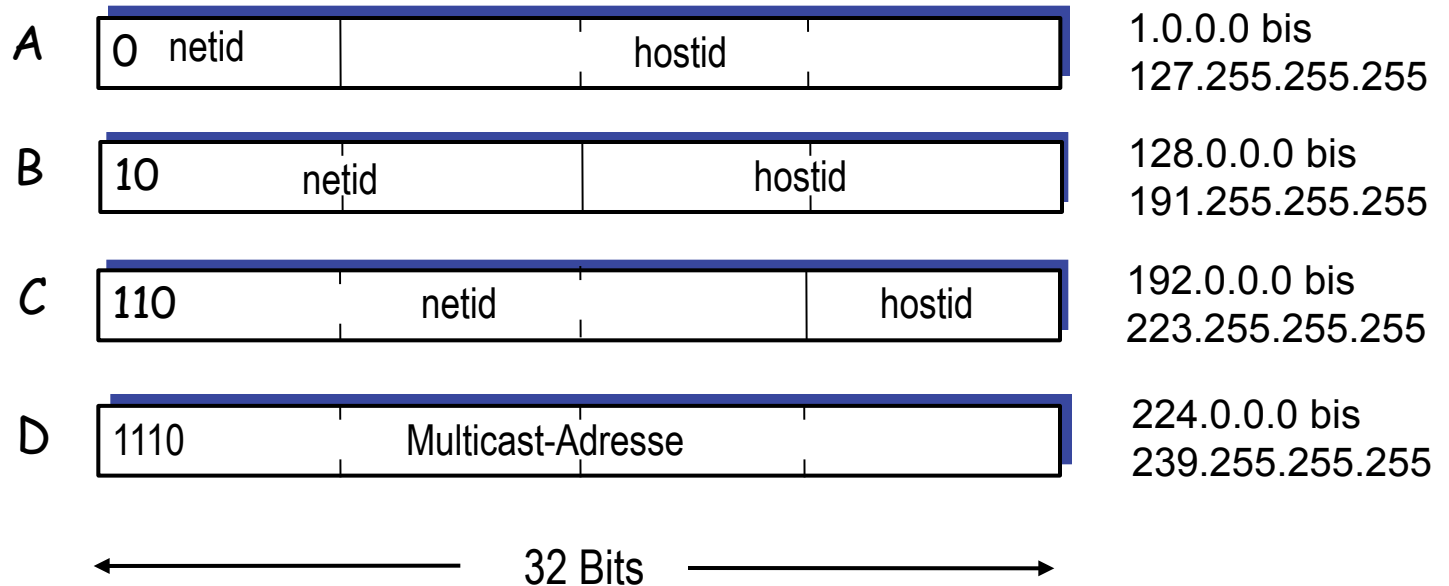 A
0 netid hostid
1.0.0.0 bis
127.255.255.255
B
10 netid hostid
128.0.0.0 bis
191.255.255.255
C
110 netid hostid
192.0.0.0 bis
223.255.255.255
D
1110 Multicast-Adresse
224.0.0.0 bis
239.255.255.255
32 Bits